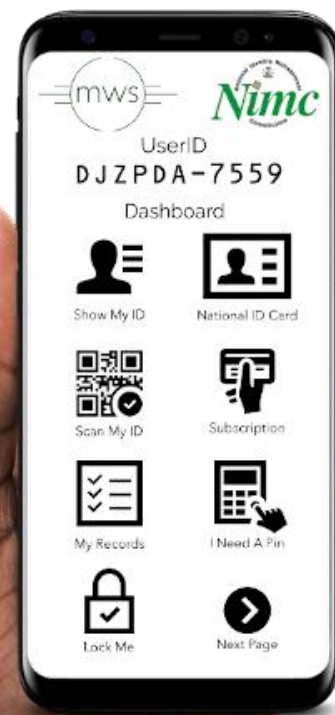 mws
Nimc
UserID
DJZPDA-7559
Dashboard
Show My ID
National ID Card
Scan My ID
Subscription
My Records
I Need A Pin
Lock Me
Next Page